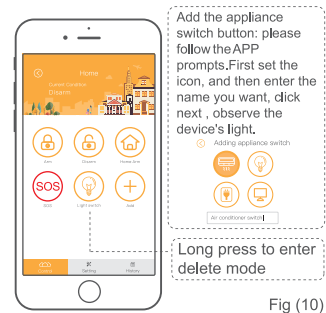 Home
Current Condition
Disarm
Arm
Disarm
Home Arm
SOS
SOS
Light switch
Add
Control
Setting
History
Add the appliance
switch button: please
follow the APP
prompts.First set the
icon, and then enter the
name you want, click
next , observe the
device's light.
Adding appliance switch
Air conditioner switch
Long press to enter
delete mode
Fig (10)